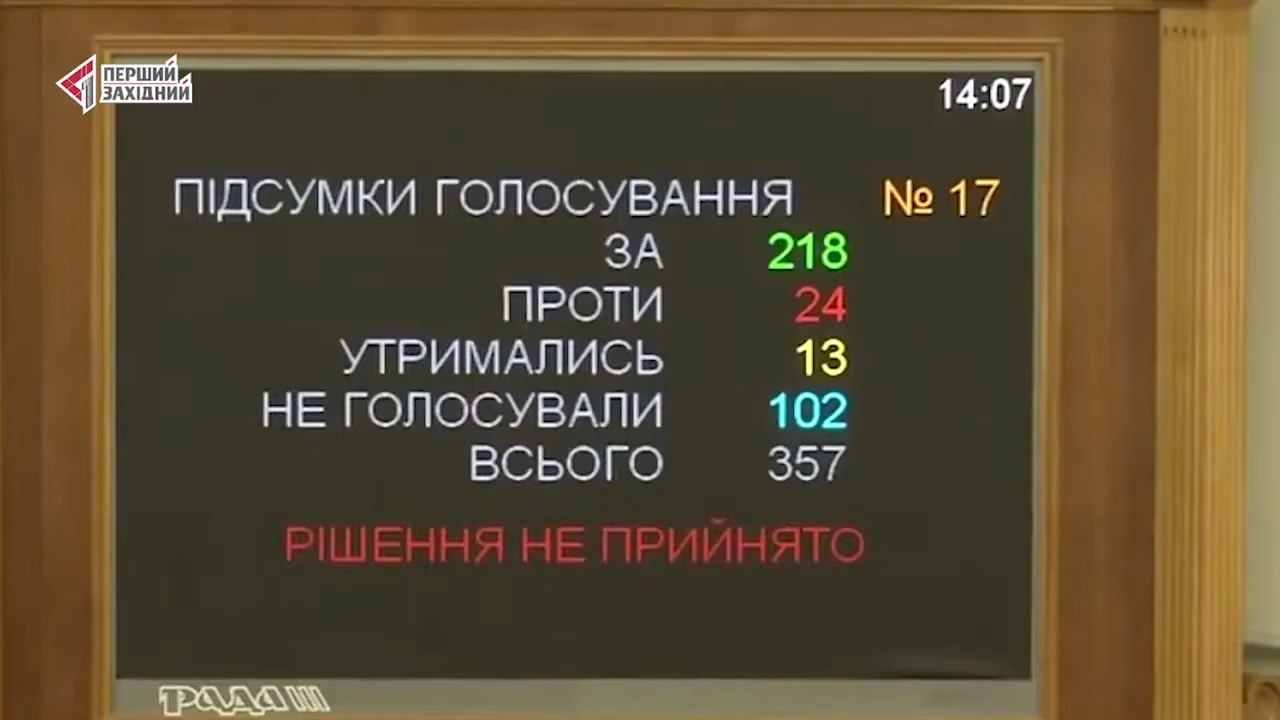 ПЕРШИЙ
ЗАХІДНИЙ
14:07
ПІДСУМКИ ГОЛОСУВАННЯ № 17
ЗА 218
ПРОТИ 24
УТРИМАЛИСЬ 13
НЕ ГОЛОСУВАЛИ 102
ВСЬОГО 357
РІШЕННЯ НЕ ПРИЙНЯТО
РАДА III